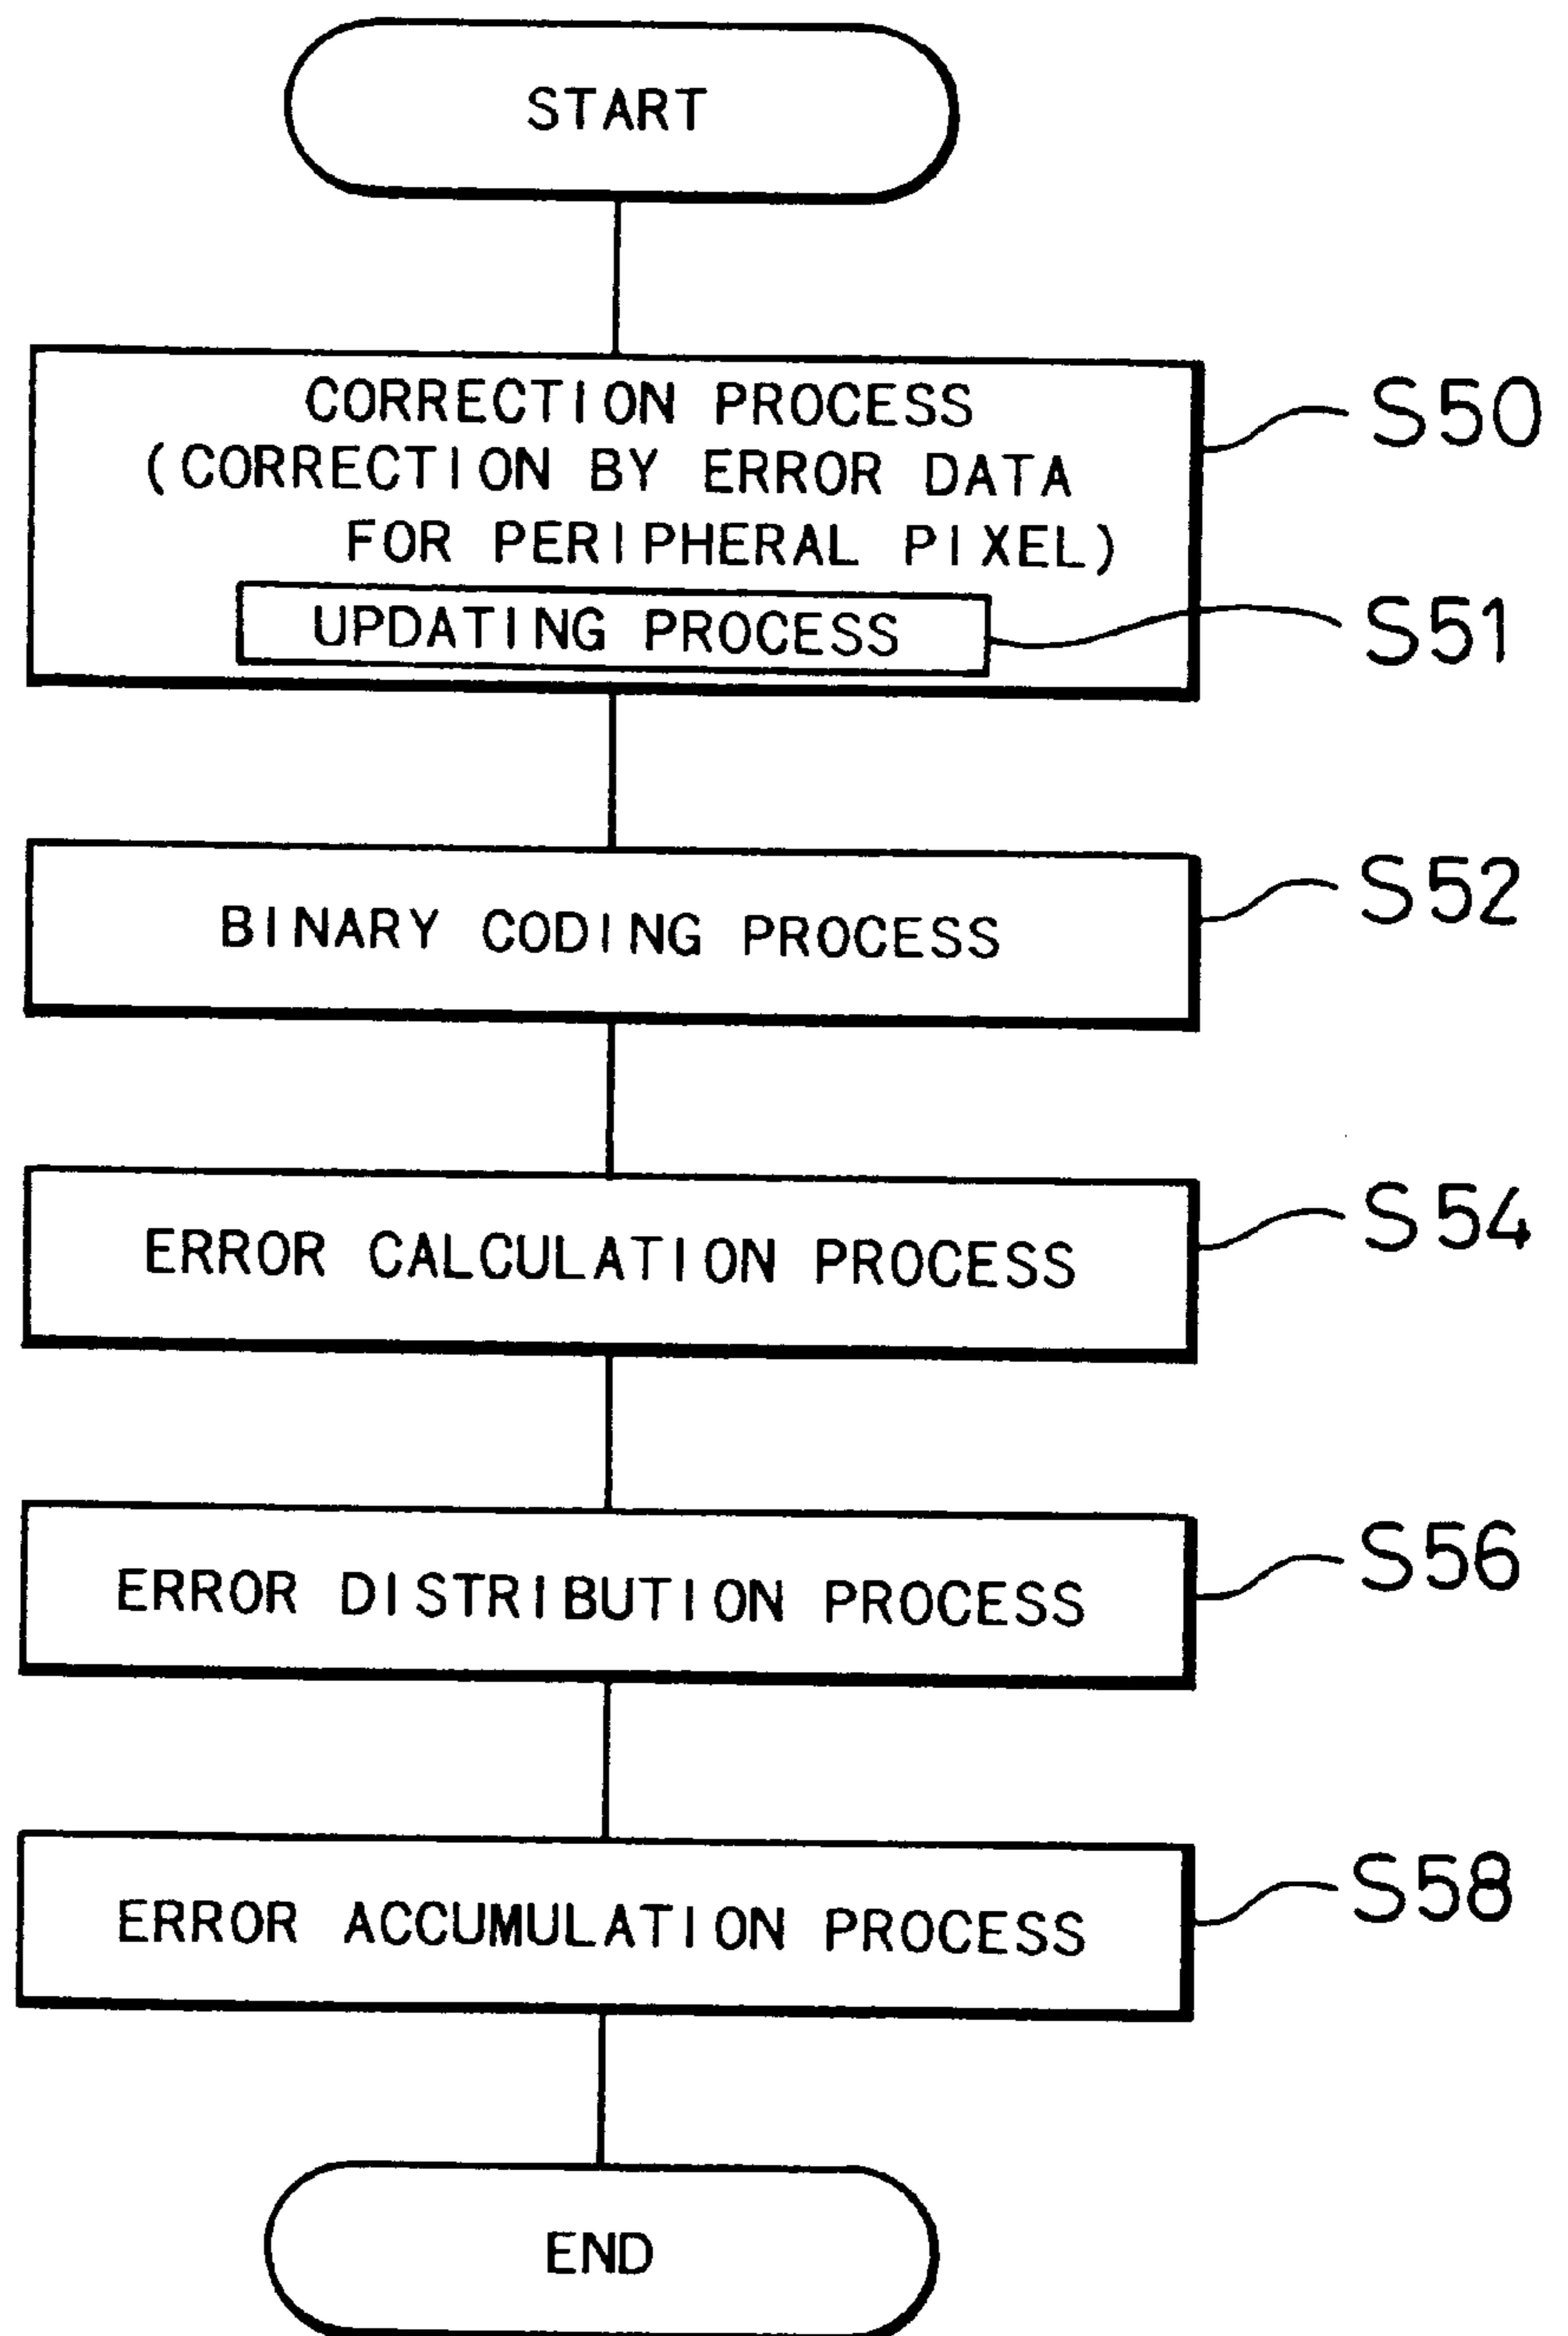 START
CORRECTION PROCESS
(CORRECTION BY ERROR DATA
FOR PERIPHERAL PIXEL)
S50
UPDATING PROCESS
S51
BINARY CODING PROCESS
S52
ERROR CALCULATION PROCESS
S54
ERROR DISTRIBUTION PROCESS
S56
ERROR ACCUMULATION PROCESS
S58
END